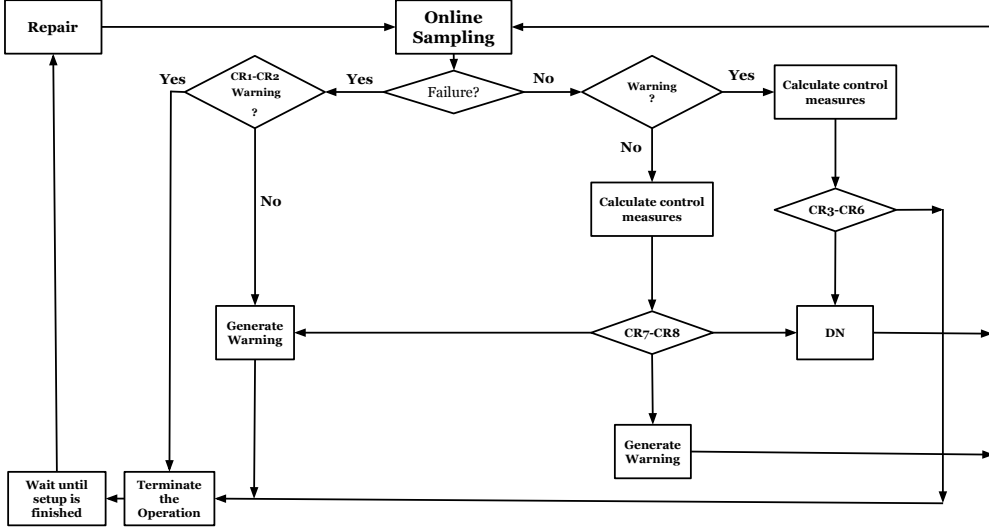 Repair
Online
Sampling
Yes
CR1-CR2
Warning
?
Yes
Failure?
No
Warning
?
Yes
Calculate control
measures
No
No
Calculate control
measures
CR3-CR6
Generate
Warning
CR7-CR8
DN
Generate
Warning
Wait until
setup is
finished
Terminate
the
Operation